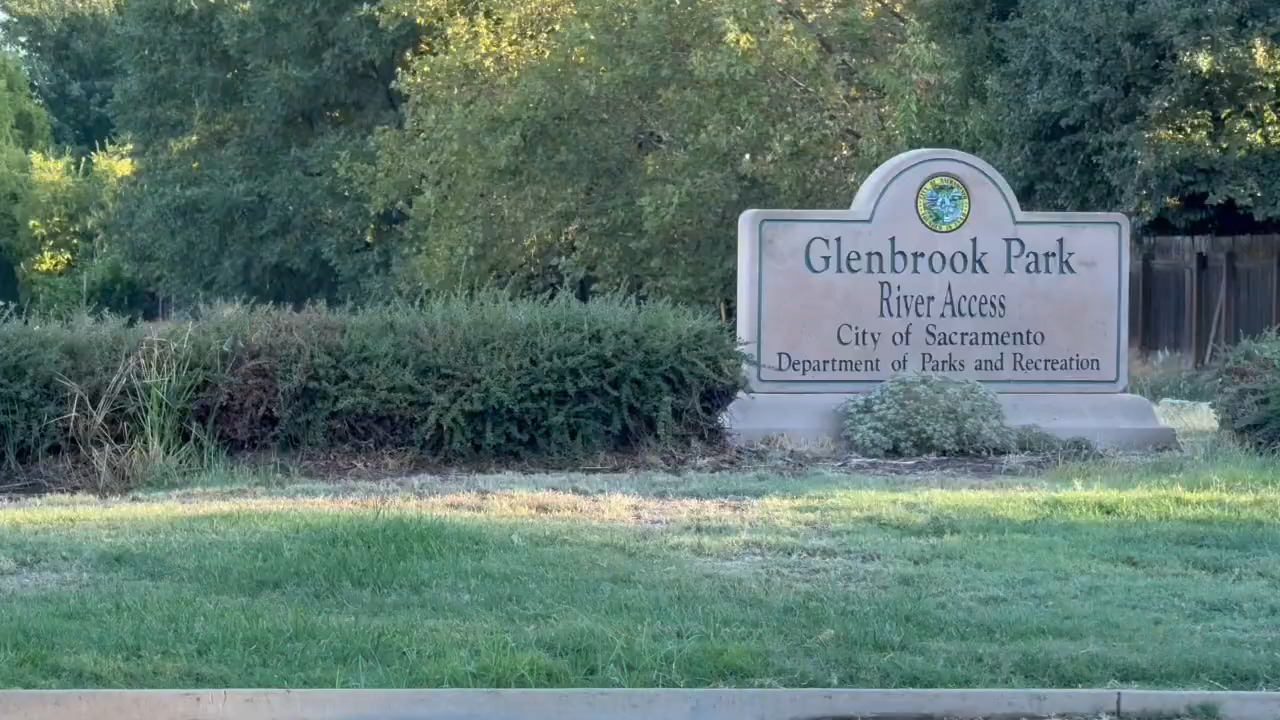 Glenbrook Park
River Access
City of Sacramento
Department of Parks and Recreation